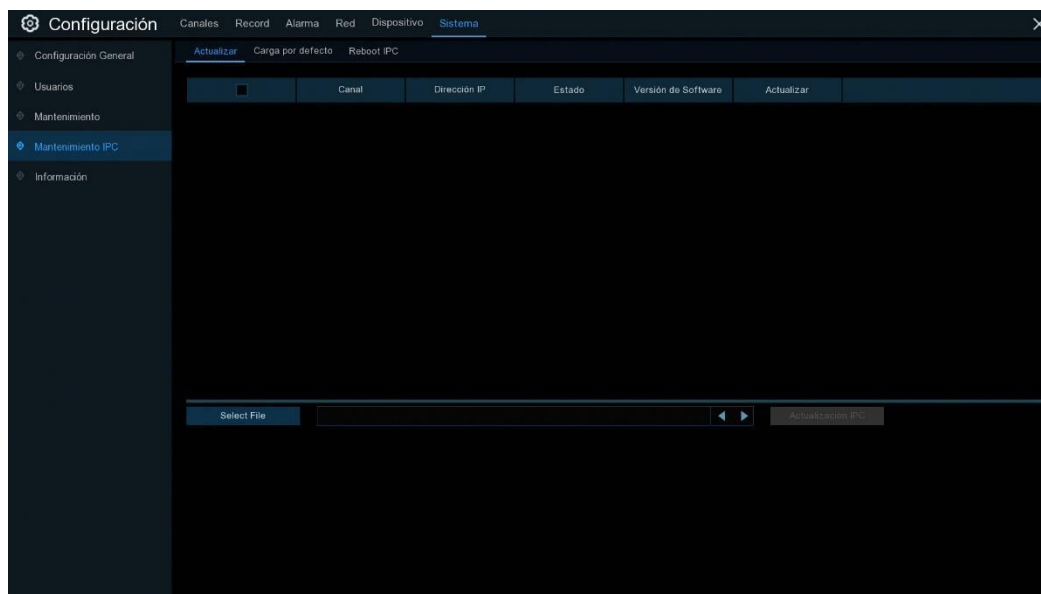 Configuración
Canales Record Alarma Red Dispositivo Sistema
Configuración General
Usuarios
Mantenimiento
Mantenimiento IPC
Información
Actualizar Carga por defecto Reboot IPC
Canal Dirección IP Estado Versión de Software Actualizar
Select File
Actualización IPC